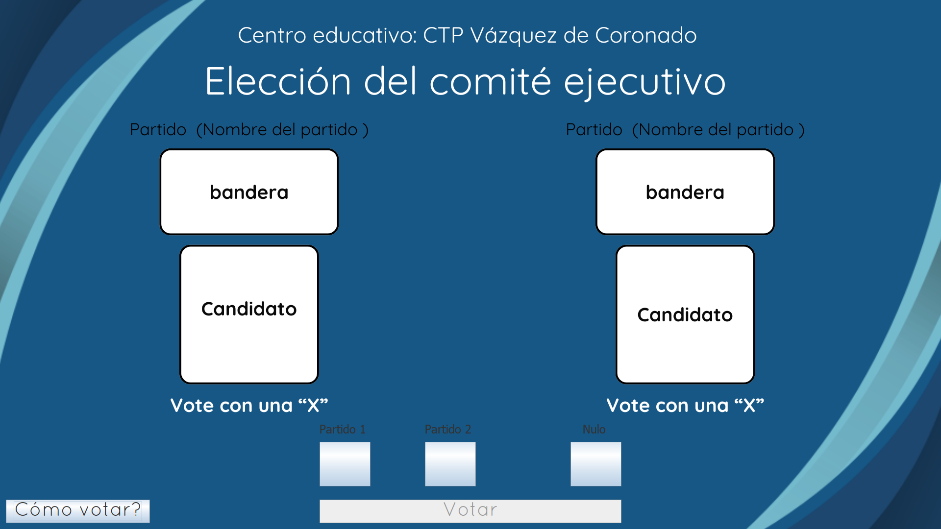 Centro educativo: CTP Vázquez de Coronado
Elección del comité ejecutivo
Partido (Nombre del partido )
Partido (Nombre del partido )
bandera
bandera
Candidato
Candidato
Vote con una “X”
Vote con una “X”
Partido 1
Partido 2
Nulo
Cómo votar?
Votar